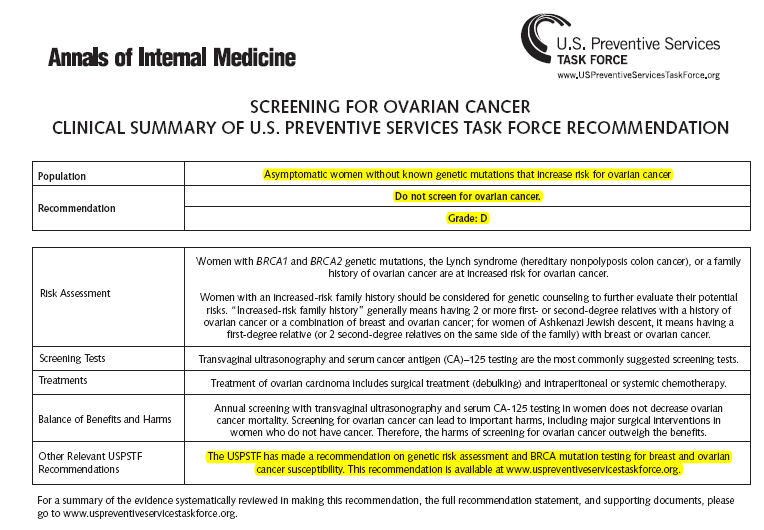 Annals of Internal Medicine
U.S. Preventive Services
TASK FORCE
www.USPreventiveServicesTaskForce.org
SCREENING FOR OVARIAN CANCER
CLINICAL SUMMARY OF U.S. PREVENTIVE SERVICES TASK FORCE RECOMMENDATION
Population
Asymptomatic women without known genetic mutations that increase risk for ovarian cancer
Recommendation
Do not screen for ovarian cancer.
Grade: D
Risk Assessment
Women with BRCA1 and BRCA2 genetic mutations, the Lynch syndrome (hereditary nonpolyposis colon cancer), or a family
history of ovarian cancer are at increased risk for ovarian cancer.
Women with an increased-risk family history should be considered for genetic counseling to further evaluate their potential
risks. "Increased-risk family history" generally means having 2 or more first- or second-degree relatives with a history of
ovarian cancer or a combination of breast and ovarian cancer; for women of Ashkenazi Jewish descent, it means having a
first-degree relative (or 2 second-degree relatives on the same side of the family) with breast or ovarian cancer.
Screening Tests
Transvaginal ultrasonography and serum cancer antigen (CA)–125 testing are the most commonly suggested screening tests.
Treatments
Treatment of ovarian carcinoma includes surgical treatment (debulking) and intraperitoneal or systemic chemotherapy.
Balance of Benefits and Harms
Annual screening with transvaginal ultrasonography and serum CA-125 testing in women does not decrease ovarian
cancer mortality. Screening for ovarian cancer can lead to important harms, including major surgical interventions in
women who do not have cancer. Therefore, the harms of screening for ovarian cancer outweigh the benefits.
Other Relevant USPSTF
Recommendations
The USPSTF has made a recommendation on genetic risk assessment and BRCA mutation testing for breast and ovarian
cancer susceptibility. This recommendation is available at www.uspreventiveservicestaskforce.org.
For a summary of the evidence systematically reviewed in making this recommendation, the full recommendation statement, and supporting documents, please
go to www.uspreventiveservicestaskforce.org.